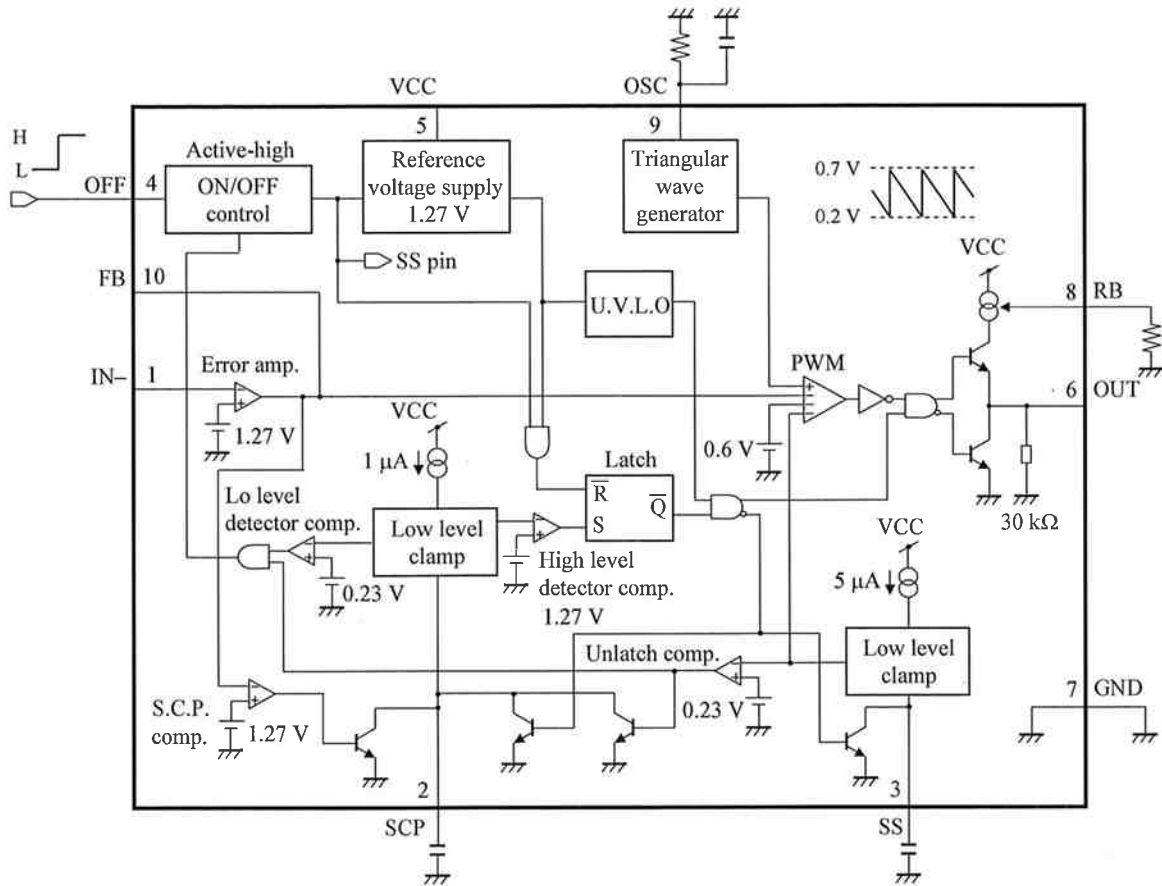 VCC
OSC
5
9
H
L
OFF
4
Active-high
ON/OFF
control
Reference
voltage supply
1.27 V
Triangular
wave
generator
0.7 V
0.2 V
SS pin
VCC
FB
10
U.V.L.O
8
RB
IN−
1
Error amp.
PWM
6
OUT
1.27 V
VCC
1 μA
0.6 V
Latch
R
S
Q
30 kΩ
Lo level
detector comp.
Low level
clamp
High level
detector comp.
1.27 V
0.23 V
VCC
5 μA
Low level
clamp
Unlatch comp.
0.23 V
S.C.P.
comp.
1.27 V
7
GND
2
3
SCP
SS